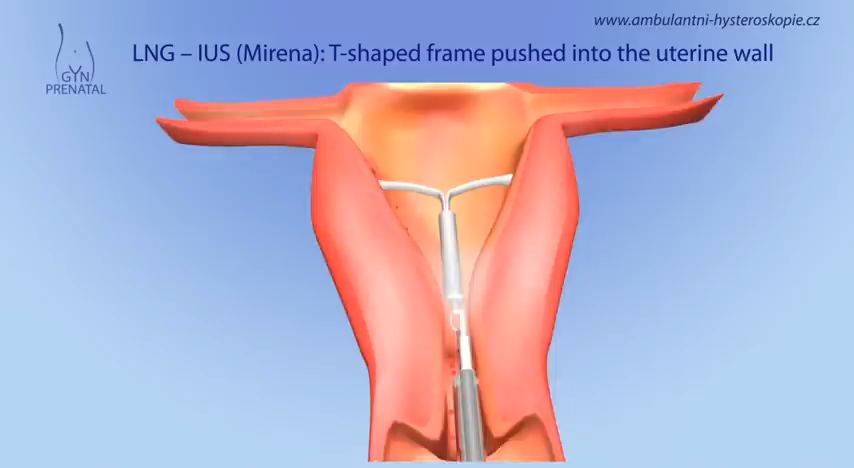 www.ambulantni-hysteroskopie.cz
LNG – IUS (Mirena): T-shaped frame pushed into the uterine wall
GYN
PRENATAL